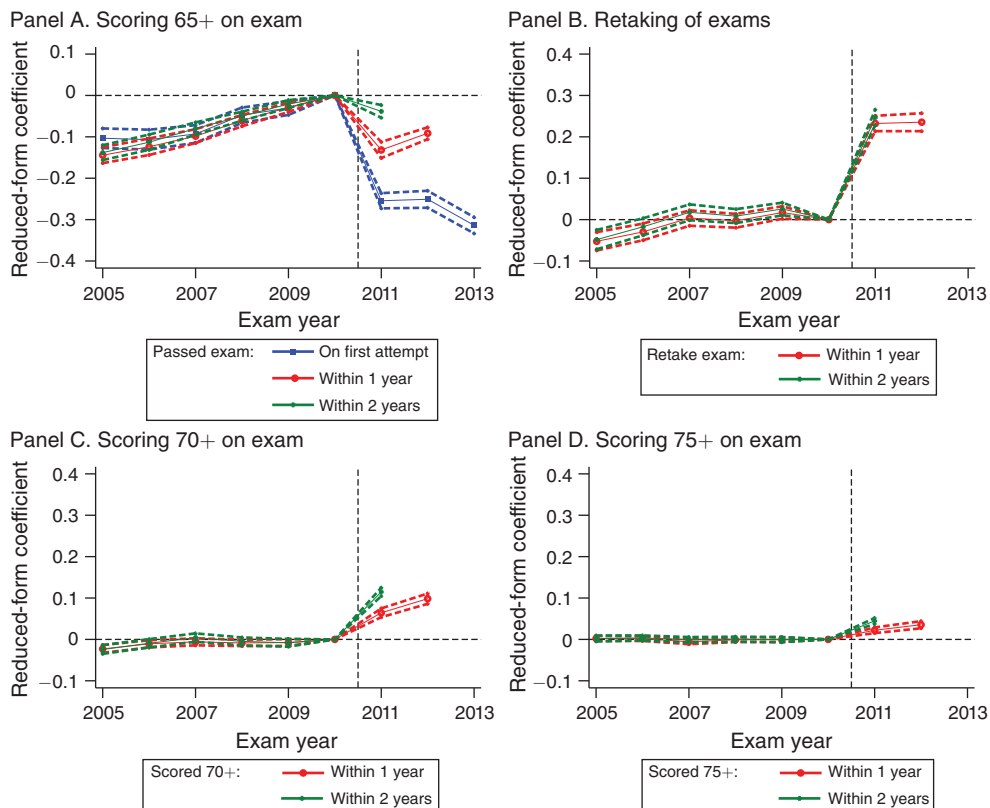 Panel A. Scoring 65+ on exam
Reduced-form coefficient
0.1
0
−0.1
−0.2
−0.3
−0.4
2005 2007 2009 2011 2013
Exam year
Passed exam: On first attempt
Within 1 year
Within 2 years
Panel B. Retaking of exams
Reduced-form coefficient
0.4
0.3
0.2
0.1
0
−0.1
2005 2007 2009 2011 2013
Exam year
Retake exam: Within 1 year
Within 2 years
Panel C. Scoring 70+ on exam
Reduced-form coefficient
0.4
0.3
0.2
0.1
0
−0.1
2005 2007 2009 2011 2013
Exam year
Scored 70+: Within 1 year
Within 2 years
Panel D. Scoring 75+ on exam
Reduced-form coefficient
0.4
0.3
0.2
0.1
0
−0.1
2005 2007 2009 2011 2013
Exam year
Scored 75+: Within 1 year
Within 2 years